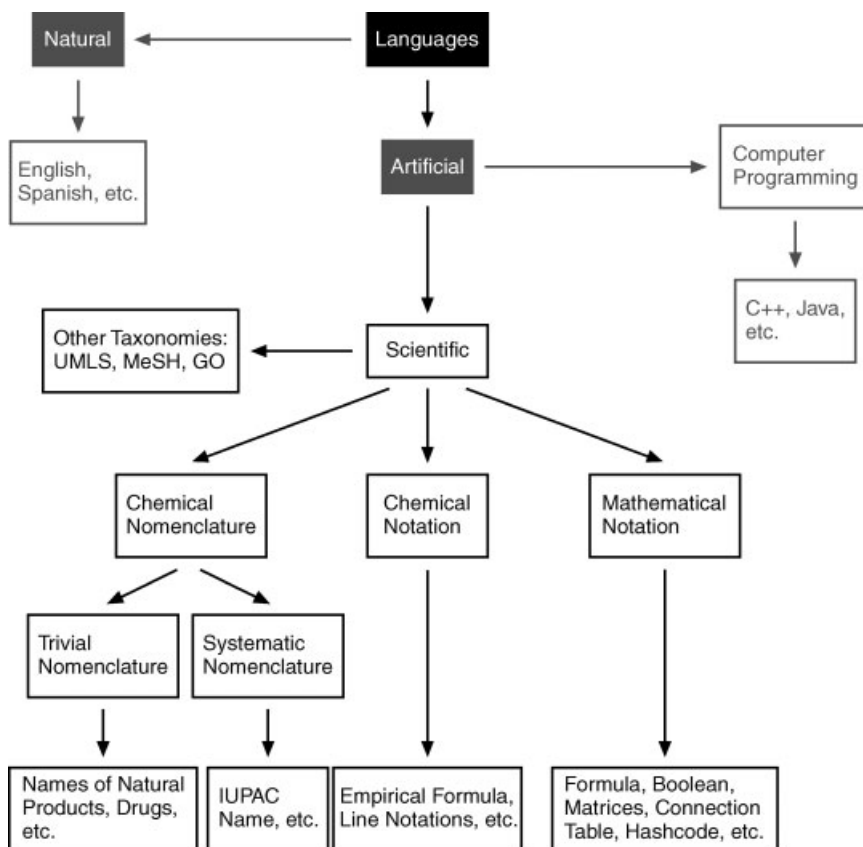 Natural
Languages
English,
Spanish, etc.
Artificial
Computer
Programming
C++, Java,
etc.
Other Taxonomies:
UMLS, MeSH, GO
Scientific
Chemical
Nomenclature
Chemical
Notation
Mathematical
Notation
Trivial
Nomenclature
Systematic
Nomenclature
Names of Natural
Products, Drugs,
etc.
IUPAC
Name, etc.
Empirical Formula,
Line Notations, etc.
Formula, Boolean,
Matrices, Connection
Table, Hashcode, etc.